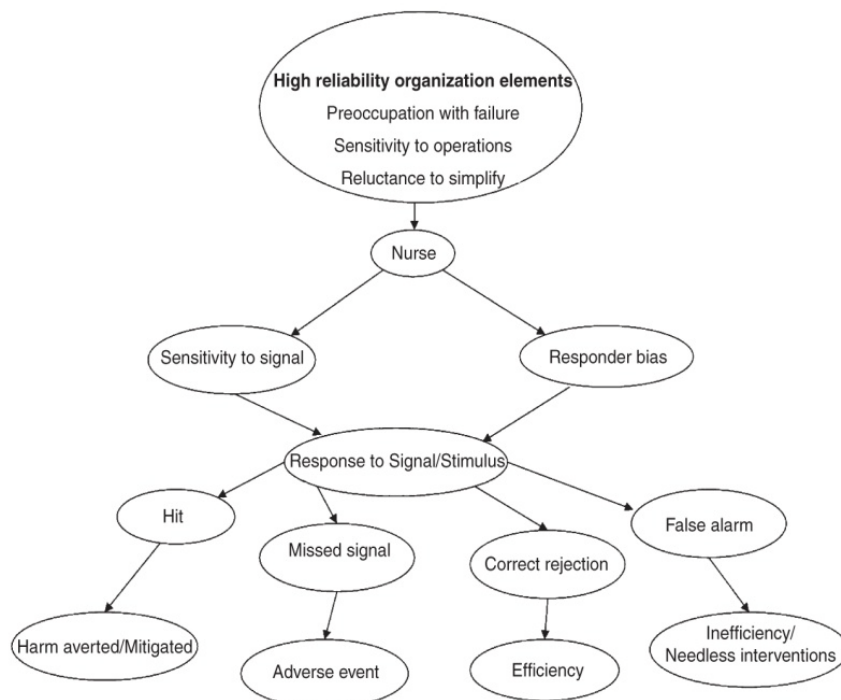 High reliability organization elements
Preoccupation with failure
Sensitivity to operations
Reluctance to simplify
Nurse
Sensitivity to signal
Responder bias
Response to Signal/Stimulus
Hit
Missed signal
Correct rejection
False alarm
Harm averted/Mitigated
Adverse event
Efficiency
Inefficiency/
Needless interventions